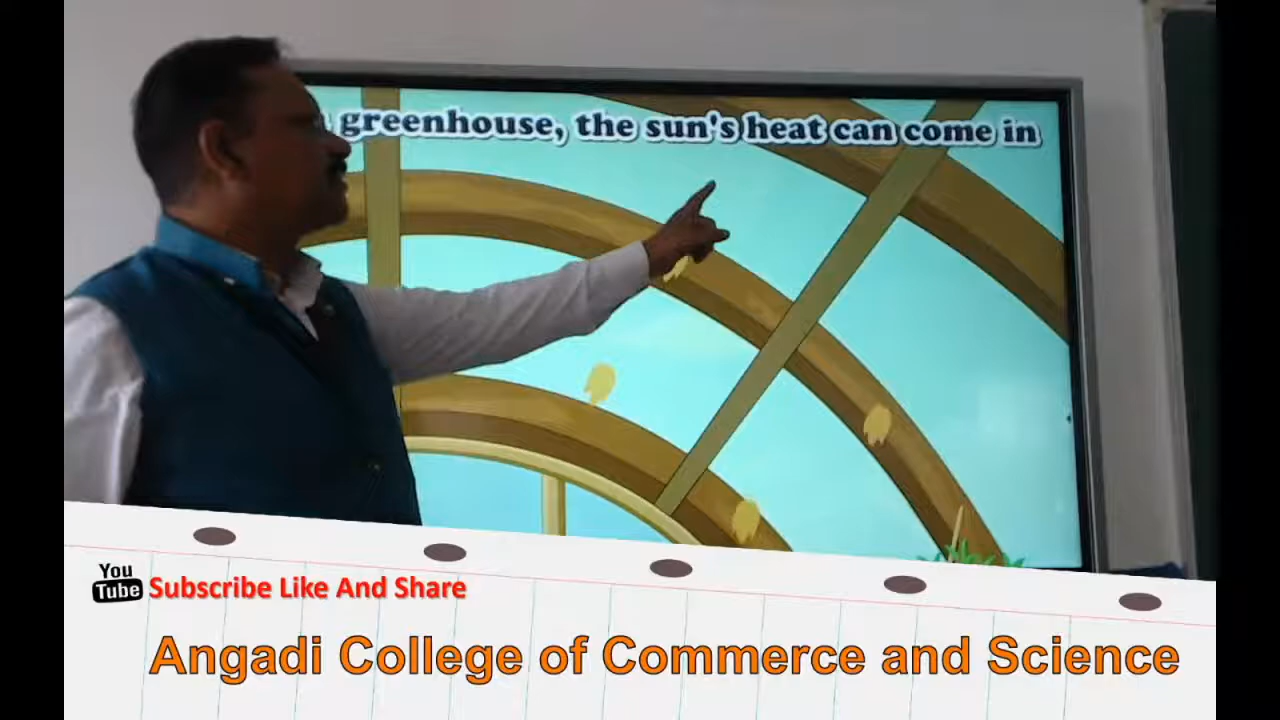 greenhouse, the sun's heat can come in
You
Tube Subscribe Like And Share
Angadi College of Commerce and Science